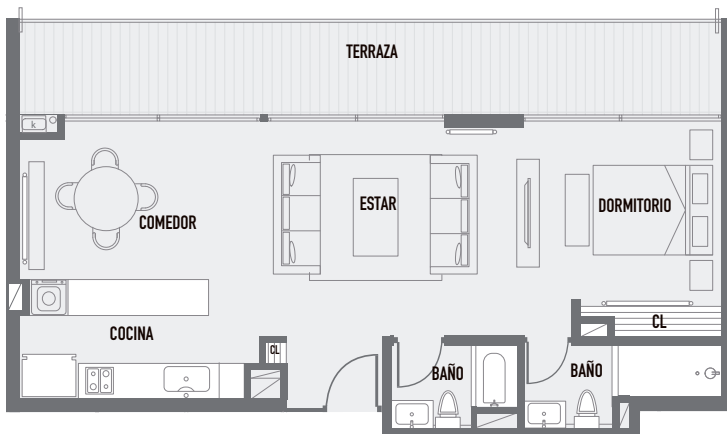 TERRAZA
k
ESTAR
DORMITORIO
COMEDOR
CL
COCINA
CL
BAÑO
BAÑO